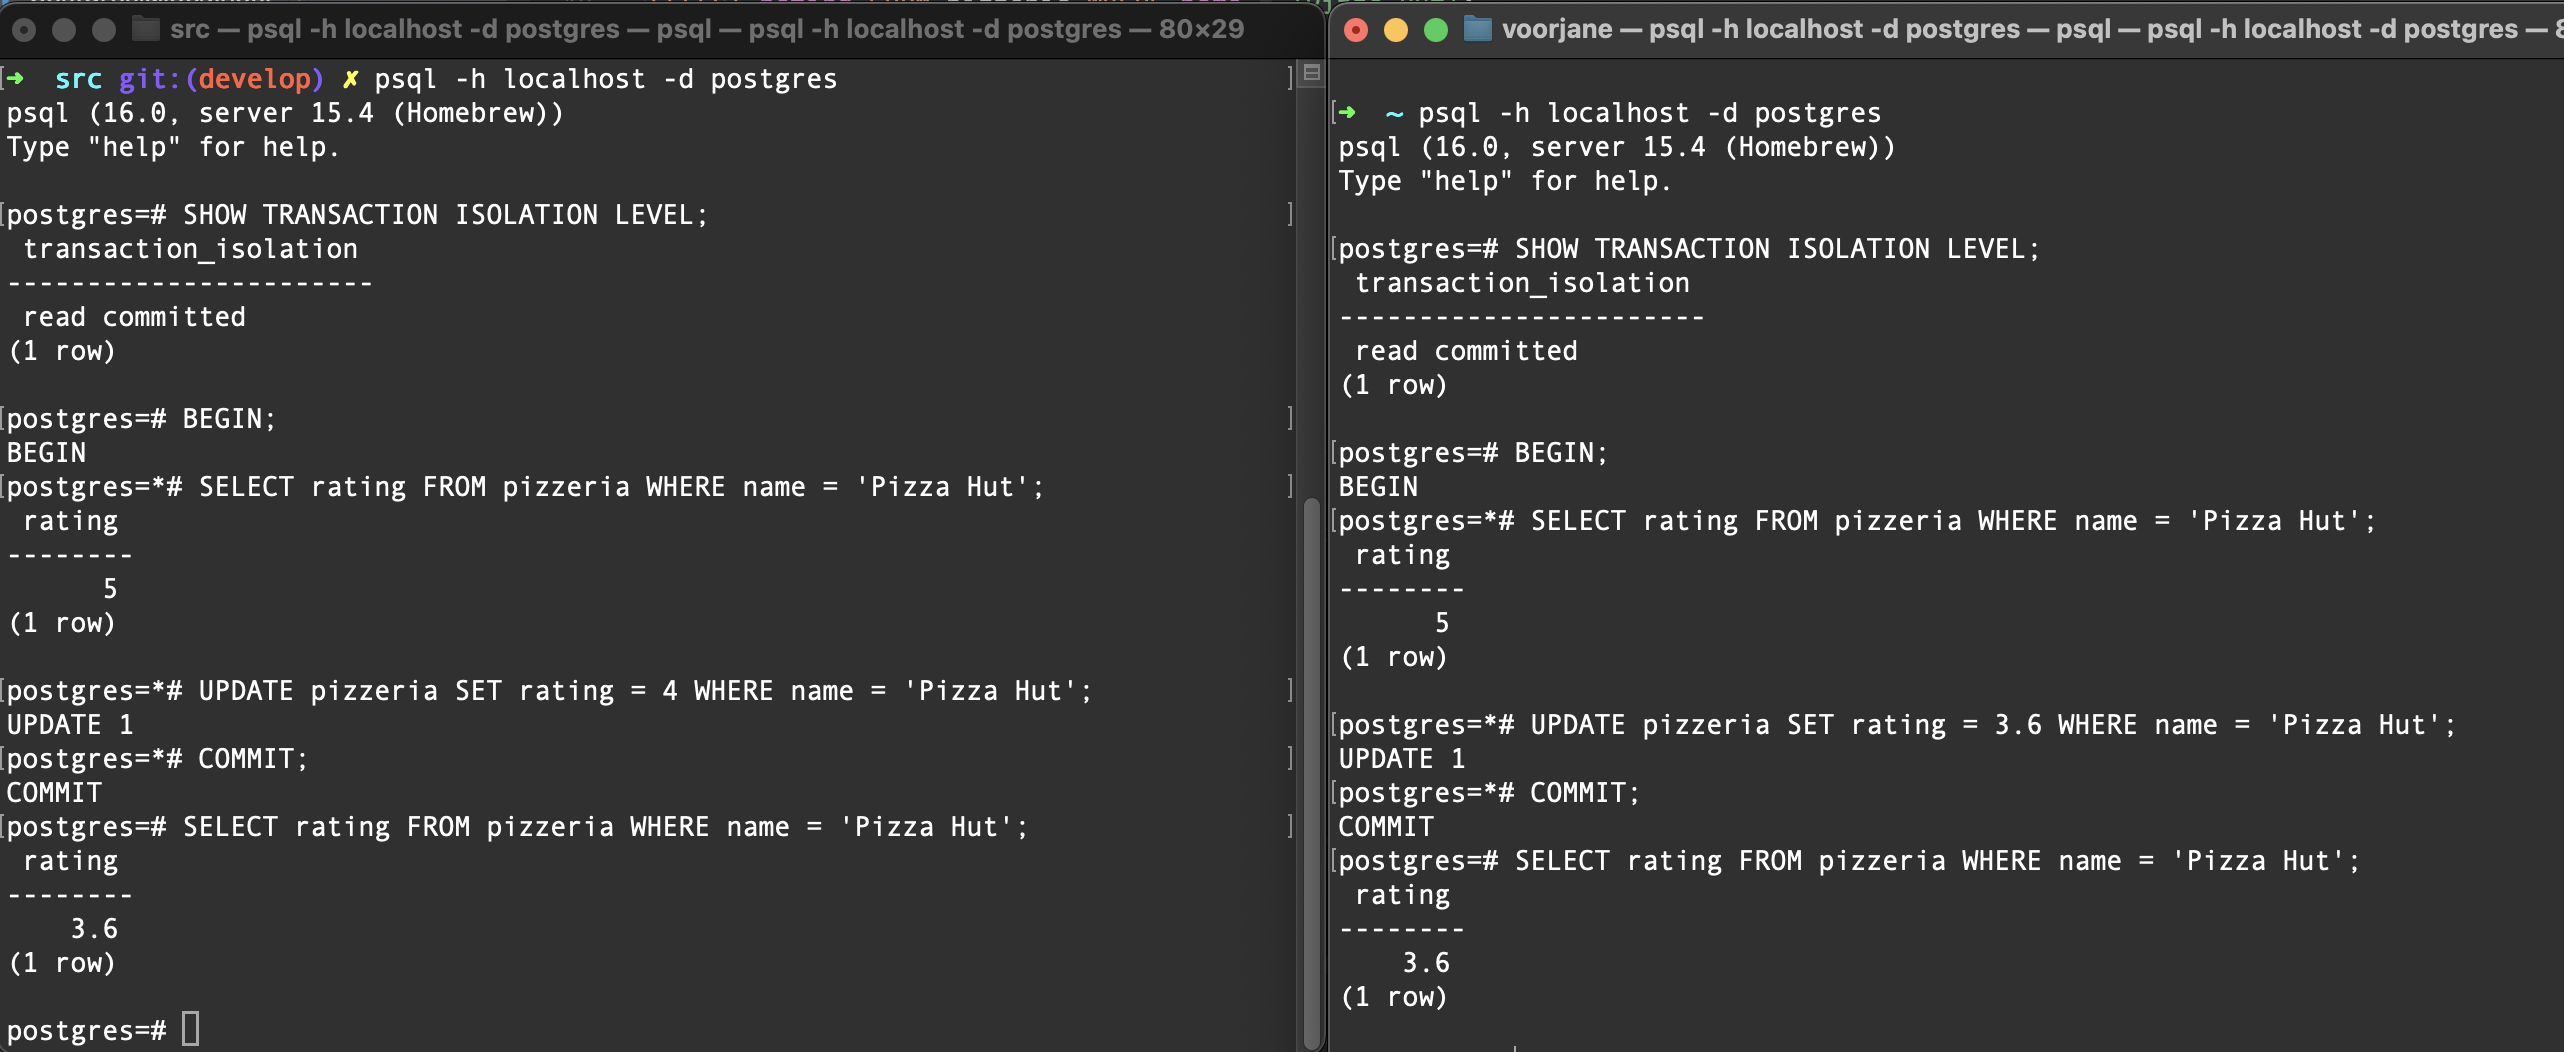 src — psql -h localhost -d postgres — psql — psql -h localhost -d postgres — 80×29
➜  src git:(develop) ✗ psql -h localhost -d postgres
psql (16.0, server 15.4 (Homebrew))
Type "help" for help.
postgres=# SHOW TRANSACTION ISOLATION LEVEL;
 transaction_isolation
-----------------------
 read committed
(1 row)
postgres=# BEGIN;
BEGIN
postgres=*# SELECT rating FROM pizzeria WHERE name = 'Pizza Hut';
 rating
--------
      5
(1 row)
postgres=*# UPDATE pizzeria SET rating = 4 WHERE name = 'Pizza Hut';
UPDATE 1
postgres=*# COMMIT;
COMMIT
postgres=# SELECT rating FROM pizzeria WHERE name = 'Pizza Hut';
 rating
--------
    3.6
(1 row)
postgres=#
voorjane — psql -h localhost -d postgres — psql — psql -h localhost -d postgres —
➜  ~ psql -h localhost -d postgres
psql (16.0, server 15.4 (Homebrew))
Type "help" for help.
postgres=# SHOW TRANSACTION ISOLATION LEVEL;
 transaction_isolation
-----------------------
 read committed
(1 row)
postgres=# BEGIN;
BEGIN
postgres=*# SELECT rating FROM pizzeria WHERE name = 'Pizza Hut';
 rating
--------
      5
(1 row)
postgres=*# UPDATE pizzeria SET rating = 3.6 WHERE name = 'Pizza Hut';
UPDATE 1
postgres=*# COMMIT;
COMMIT
postgres=# SELECT rating FROM pizzeria WHERE name = 'Pizza Hut';
 rating
--------
    3.6
(1 row)